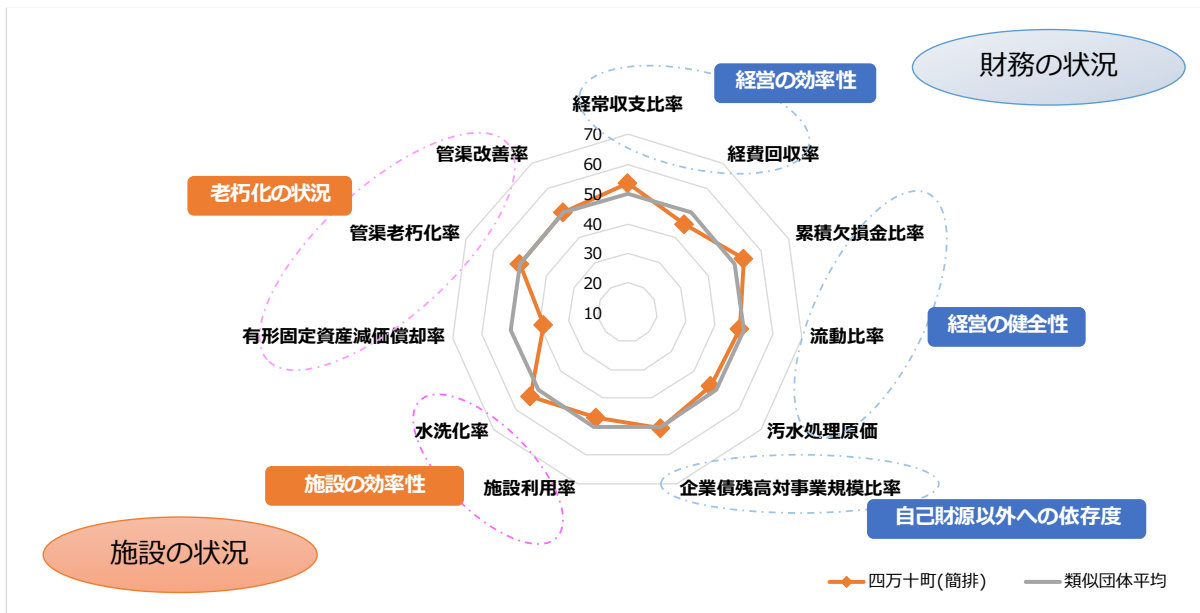 財務の状況
経営の効率性
経常収支比率
70
60
50
40
30
20
10
管渠改善率
経費回収率
老朽化の状況
管渠老朽化率
累積欠損金比率
有形固定資産減価償却率
流動比率
経営の健全性
水洗化率
汚水処理原価
施設の効率性
施設利用率
企業債残高対事業規模比率
自己財源以外への依存度
施設の状況
四万十町(簡排)
類似団体平均